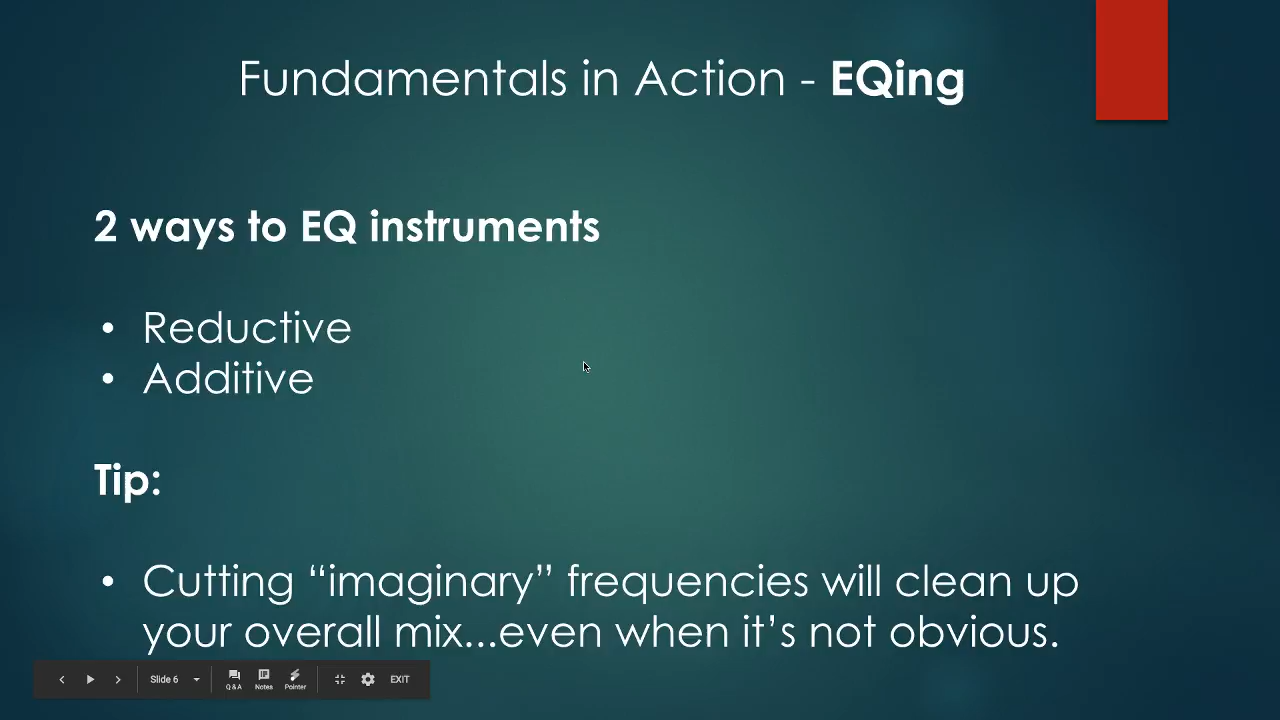 Fundamentals in Action - EQing
2 ways to EQ instruments
• Reductive
• Additive
Tip:
• Cutting “imaginary” frequencies will clean up
your overall mix...even when it’s not obvious.
Slide 6
Q & A
Notes
Pointer
EXIT